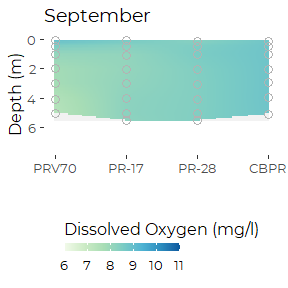 September
Depth (m)
0
2
4
6
PRV70 PR-17 PR-28 CBPR
Dissolved Oxygen (mg/l)
6 7 8 9 10 11